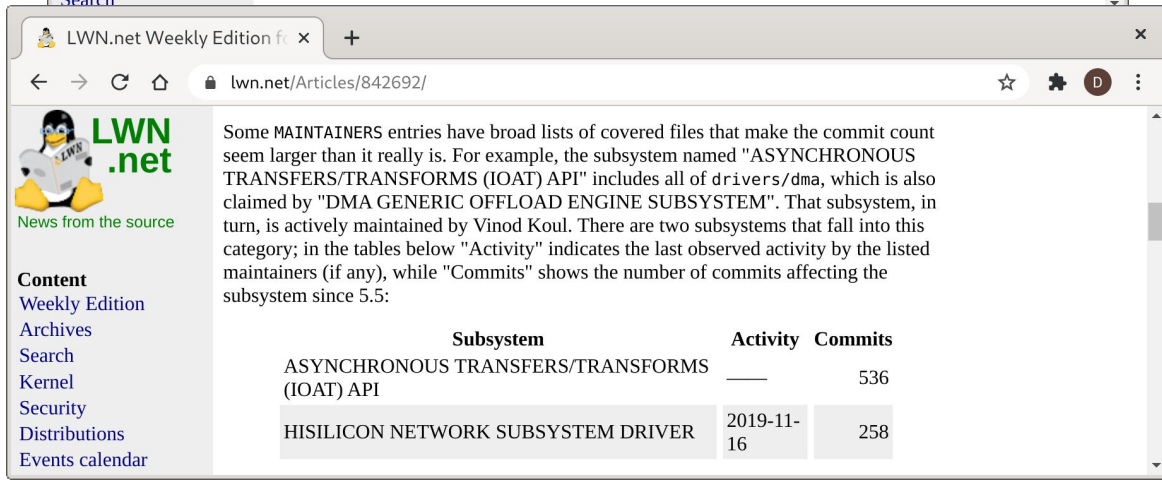 Search
LWN.net Weekly Edition fo
lwn.net/Articles/842692/
D
LWN
LWN
.net
News from the source
Content
Weekly Edition
Archives
Search
Kernel
Security
Distributions
Events calendar
Some MAINTAINERS entries have broad lists of covered files that make the commit count
seem larger than it really is. For example, the subsystem named "ASYNCHRONOUS
TRANSFERS/TRANSFORMS (IOAT) API" includes all of drivers/dma, which is also
claimed by "DMA GENERIC OFFLOAD ENGINE SUBSYSTEM". That subsystem, in
turn, is actively maintained by Vinod Koul. There are two subsystems that fall into this
category; in the tables below "Activity" indicates the last observed activity by the listed
maintainers (if any), while "Commits" shows the number of commits affecting the
subsystem since 5.5:
Subsystem Activity Commits
ASYNCHRONOUS TRANSFERS/TRANSFORMS
(IOAT) API —— 536
HISILICON NETWORK SUBSYSTEM DRIVER 2019-11-
16 258